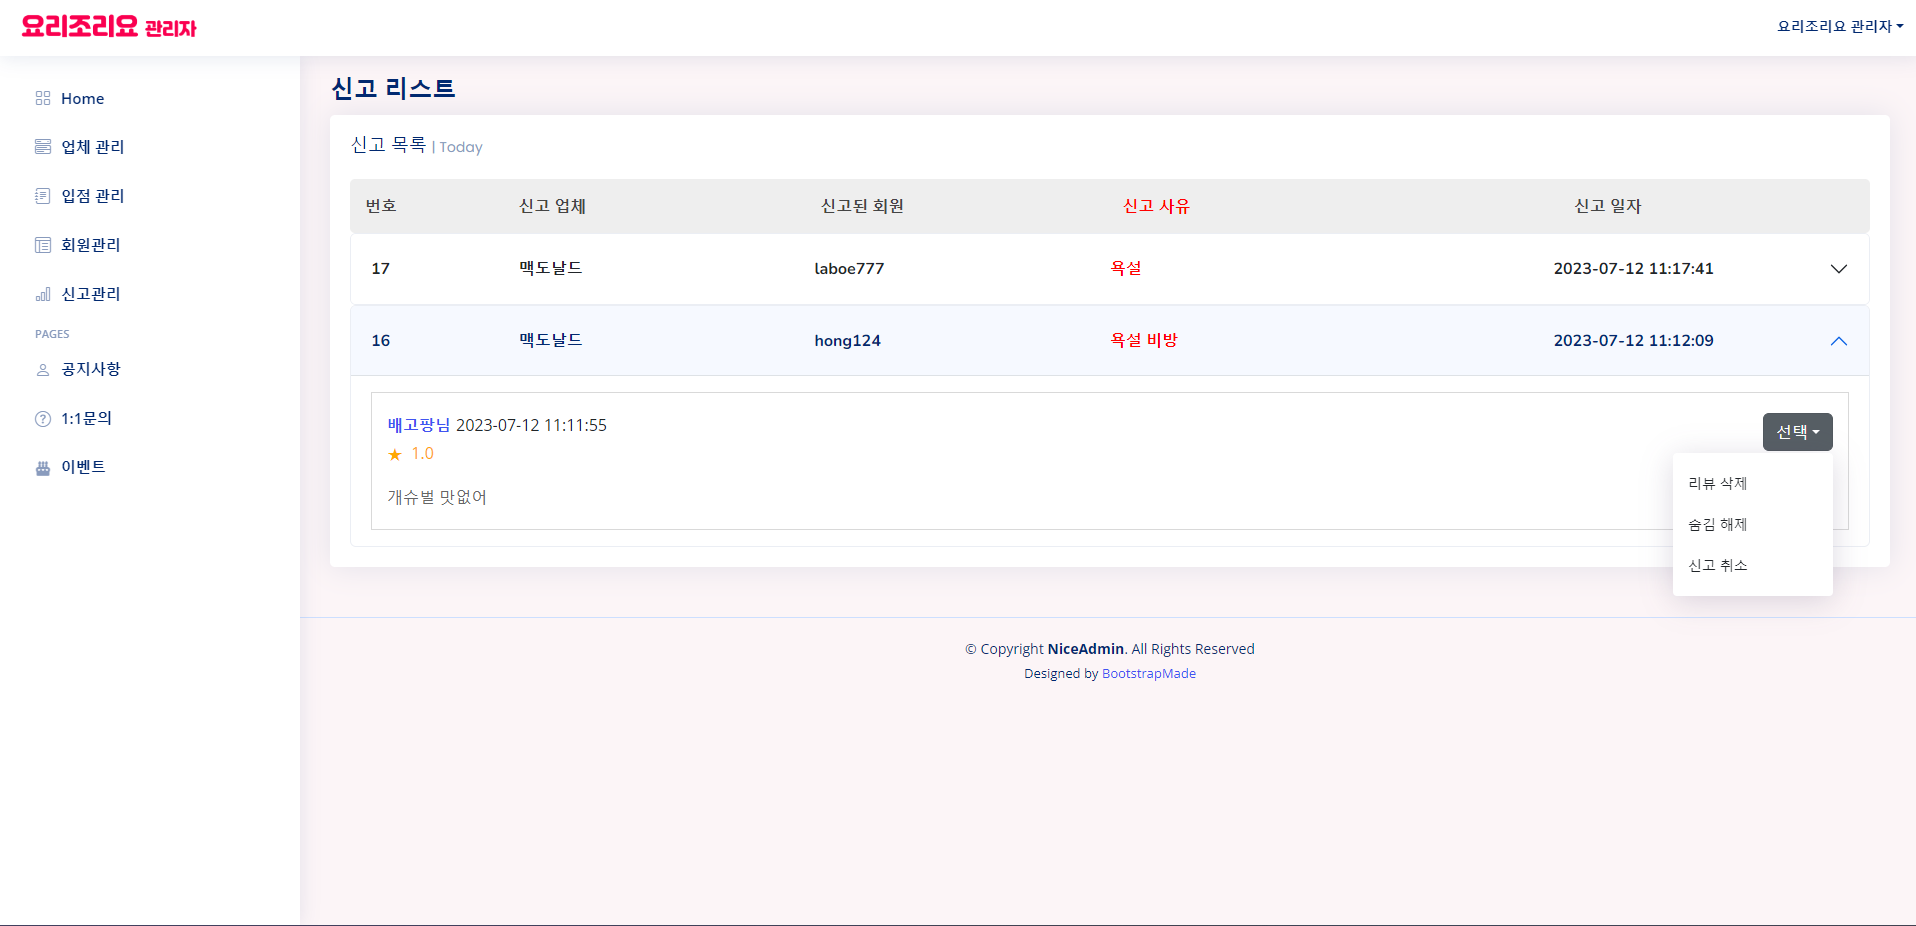 요리조리요 관리자
요리조리요 관리자
Home
업체 관리
입점 관리
회원관리
신고관리
PAGES
공지사항
1:1문의
이벤트
신고 리스트
신고 목록 | Today
번호 신고 업체 신고된 회원 신고 사유 신고 일자
17 맥도날드 laboe777 욕설 2023-07-12 11:17:41
16 맥도날드 hong124 욕설 비방 2023-07-12 11:12:09
배고팡님 2023-07-12 11:11:55
★ 1.0
개슈벌 맛없어
선택
리뷰 삭제
숨김 해제
신고 취소
© Copyright NiceAdmin. All Rights Reserved
Designed by BootstrapMade